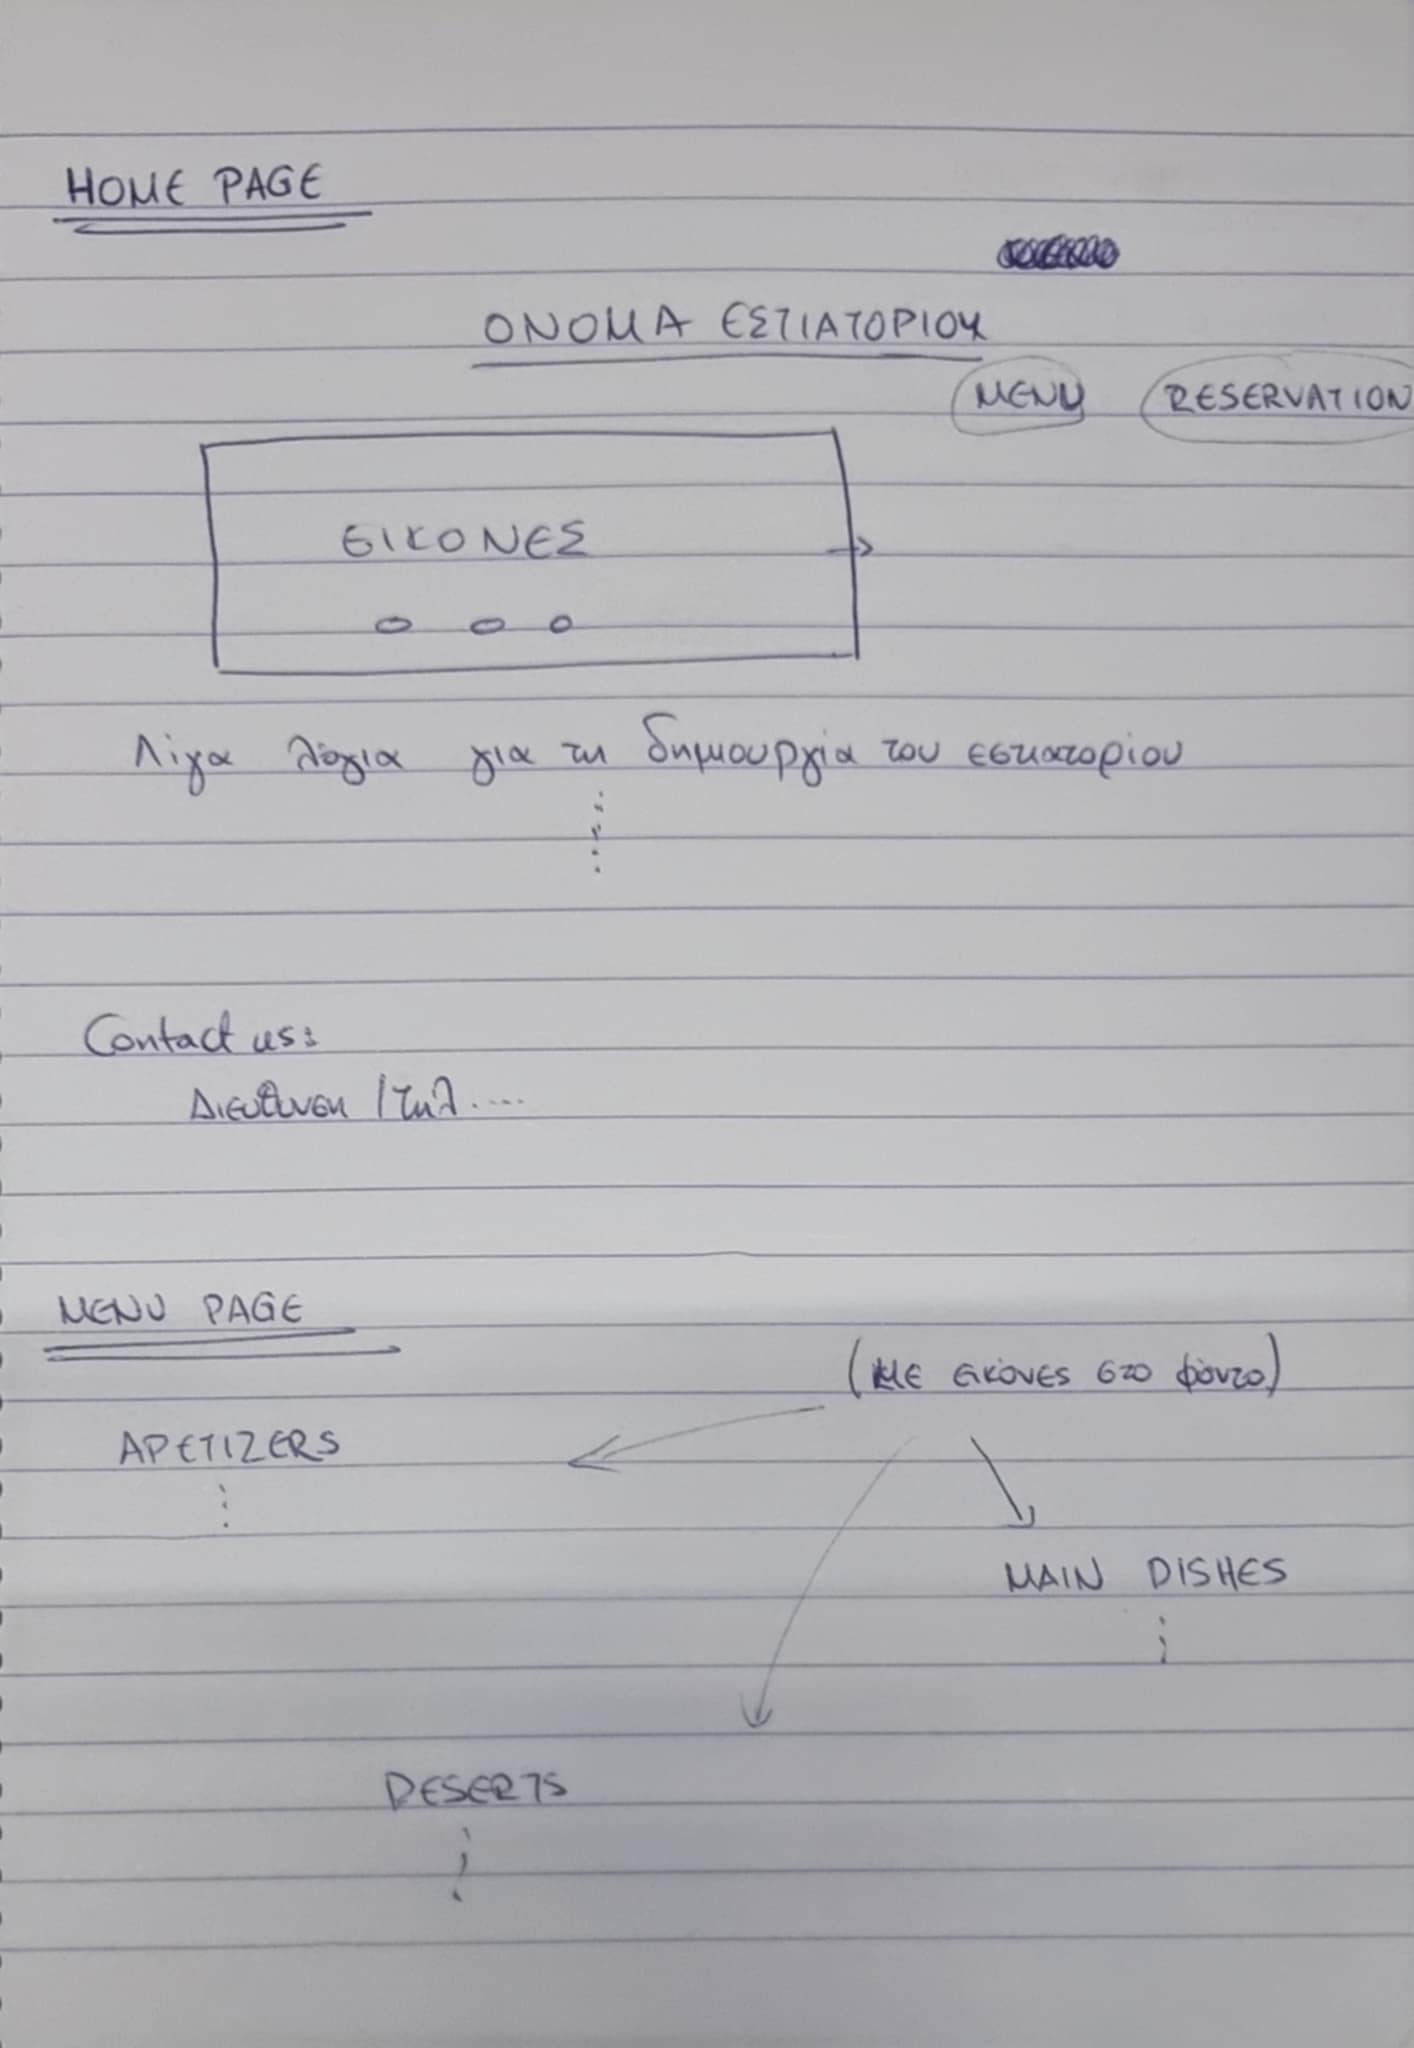 HOME PAGE
ΟΝΟΜΑ ΕΣΤΙΑΤΟΡΙΟΥ
MENU RESERVATION
ΕΙΚΟΝΕΣ
Λίγα λόγια για τη δημιουργία του εστιατορίου
Contact us:
Διεύθυνση / τηλ....
MENU PAGE
(ΜΕ εικόνες στο φόντο)
APETIZERS
MAIN DISHES
DESERTS